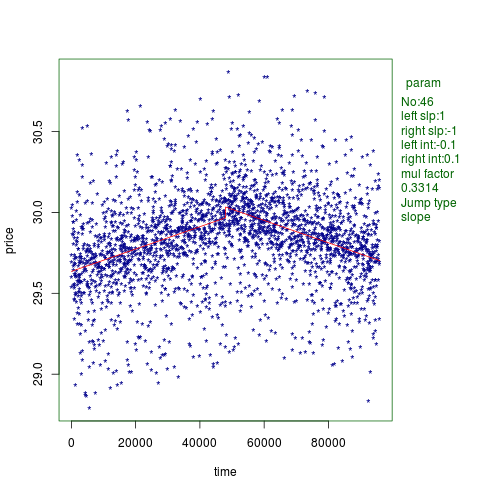 param
No:46
left slp:1
right slp:-1
left int:-0.1
right int:0.1
mul factor
0.3314
Jump type
slope
price
30.5
30.0
29.5
29.0
0 20000 40000 60000 80000
time